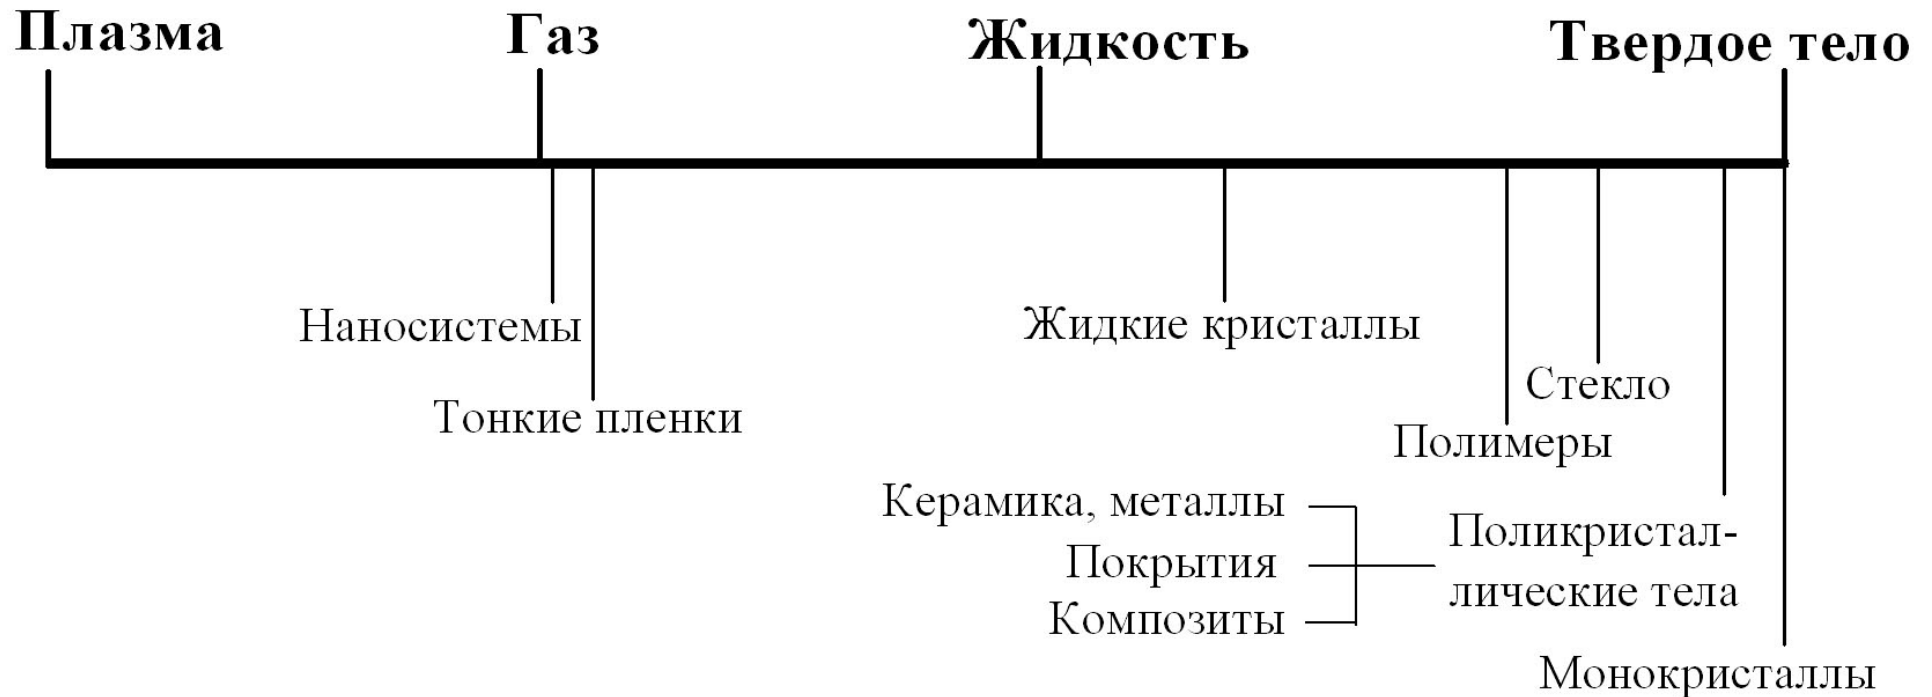 Плазма
Газ
Жидкость
Твердое тело
Наносистемы
Жидкие кристаллы
Стекло
Тонкие пленки
Полимеры
Керамика, металлы
Покрытия
Композиты
Поликристал-
лические тела
Монокристаллы